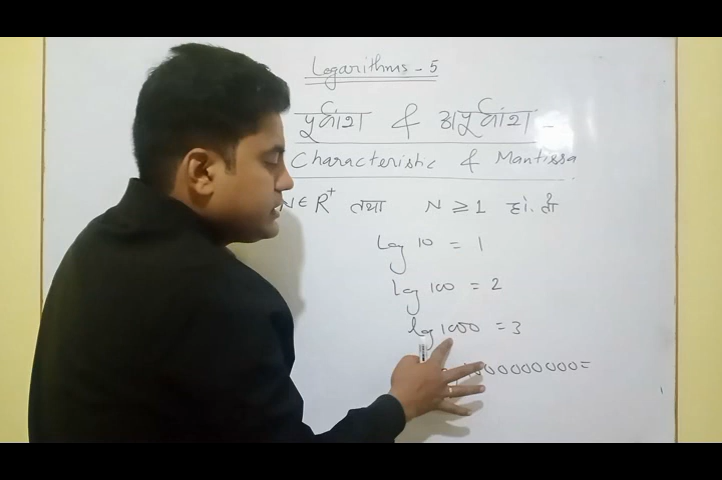 Logarithms - 5
पूर्णांश & अपूर्णांश -
Characteristic & Mantissa
N ∈ R⁺ तथा N ≥ 1 हो. तो
log 10 = 1
log 100 = 2
log 1000 = 3